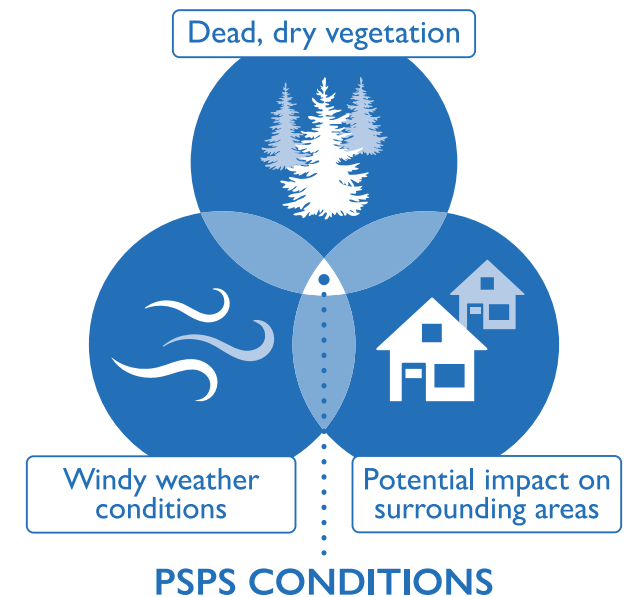 Dead, dry vegetation
Windy weather
conditions
Potential impact on
surrounding areas
PSPS CONDITIONS